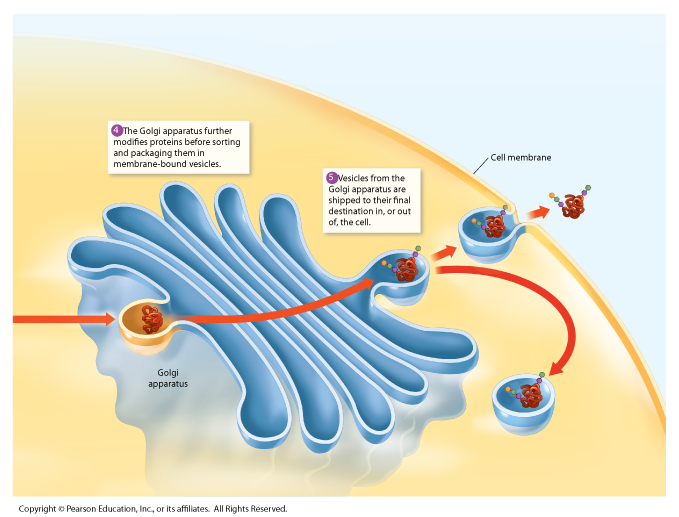 4 The Golgi apparatus further
modifies proteins before sorting
and packaging them in
membrane-bound vesicles.
Cell membrane
5 Vesicles from the
Golgi apparatus are
shipped to their final
destination in, or out
of, the cell.
Golgi
apparatus
Copyright © Pearson Education, Inc., or its affiliates. All Rights Reserved.